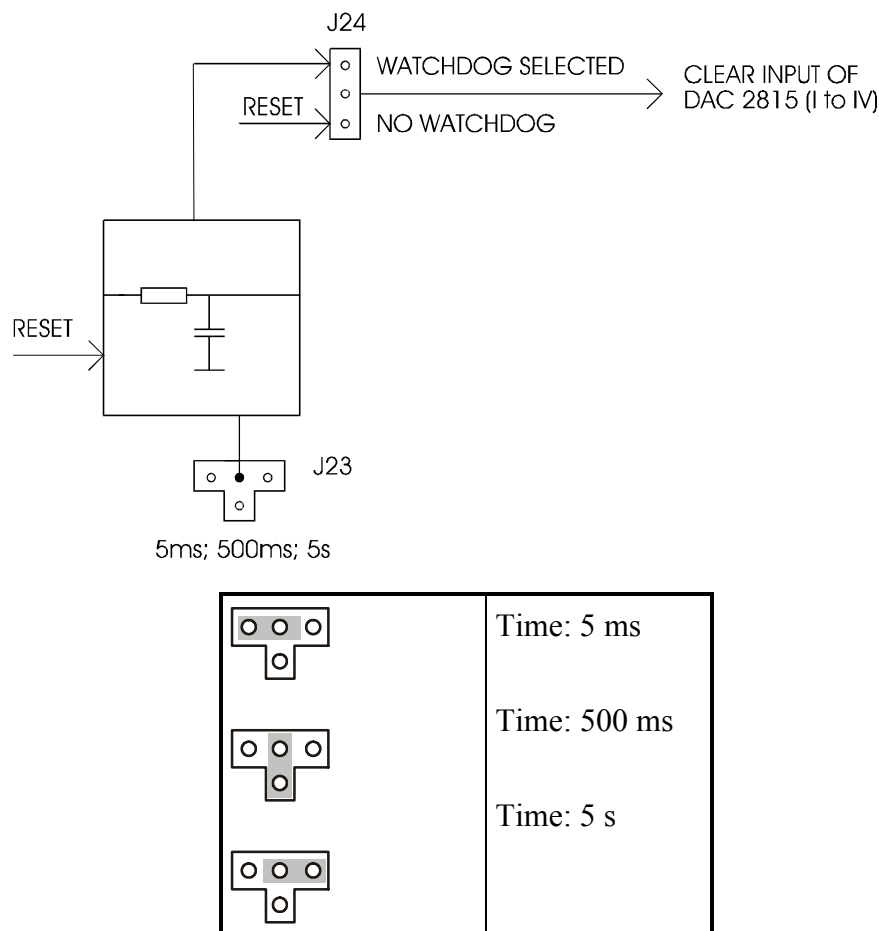 J24
WATCHDOG SELECTED
CLEAR INPUT OF
DAC 2815 (I to IV)
RESET
NO WATCHDOG
RESET
J23
5ms; 500ms; 5s
Time: 5 ms
Time: 500 ms
Time: 5 s